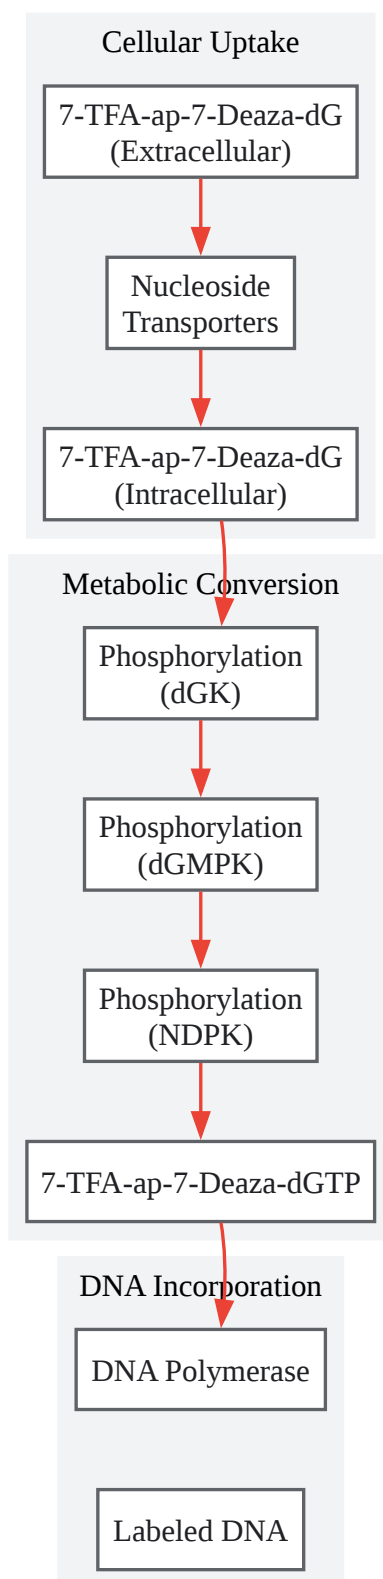 Cellular Uptake
7-TFA-ap-7-Deaza-dG
(Extracellular)
Nucleoside
Transporters
7-TFA-ap-7-Deaza-dG
(Intracellular)
Metabolic Conversion
Phosphorylation
(dGK)
Phosphorylation
(dGMPK)
Phosphorylation
(NDPK)
7-TFA-ap-7-Deaza-dGTP
DNA Incorporation
DNA Polymerase
Labeled DNA